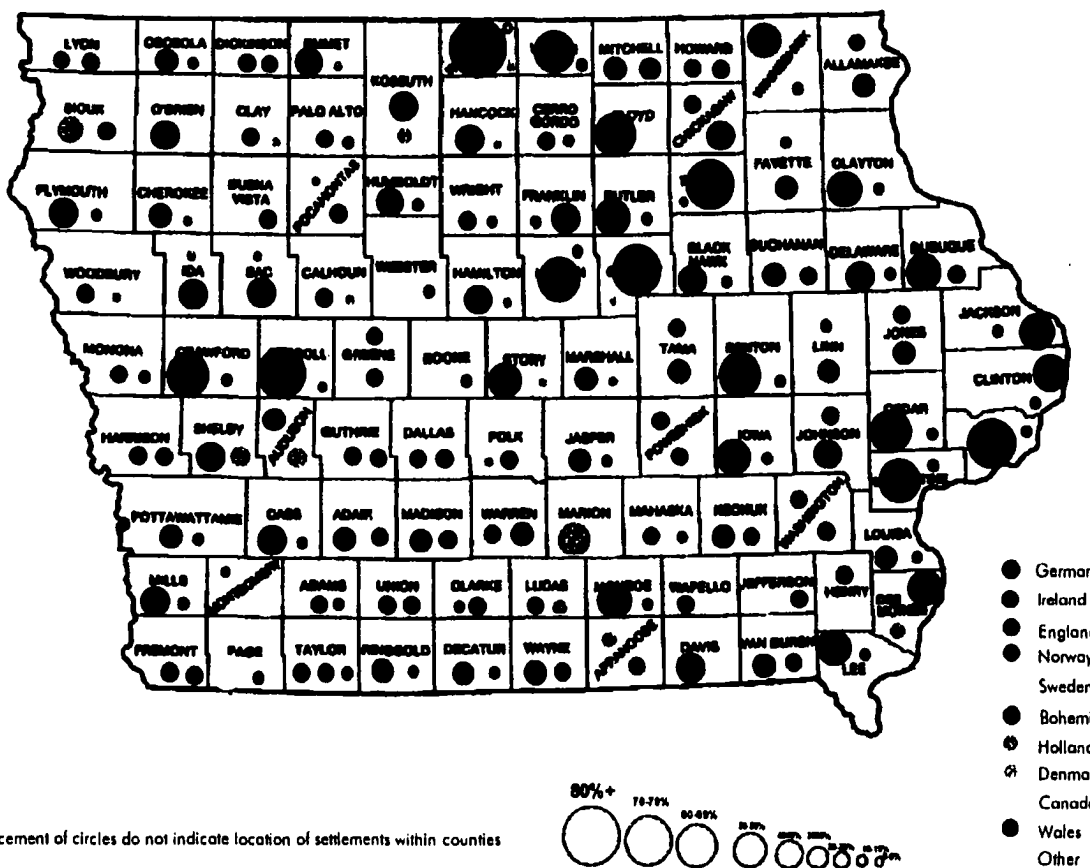 LYON OSCEOLA DICKINSON EMMET MITCHELL HOWARD WINNESHIEK ALLAMAKEE
KOSSUTH
SIOUX O'BRIEN CLAY PALO ALTO HANCOCK CERRO GORDO CHICKASAW
PLYMOUTH CHEROKEE BUENA VISTA POCAHONTAS HUMBOLDT WRIGHT FRANKLIN BUTLER FAYETTE CLAYTON
WOODBURY IDA SAC CALHOUN WEBSTER HAMILTON BLACK HAWK BUCHANAN DELAWARE DUBUQUE
MONONA CRAWFORD GREENE BOONE STORY MARSHALL TAMA BENTON LINN JONES JACKSON
CLINTON
HARRISON SHELBY AUDUBON GUTHRIE DALLAS POLK JASPER POWESHIEK IOWA JOHNSON CEDAR
POTTAWATTAMIE CASS ADAIR MADISON WARREN MARION MAHASKA KEOKUK WASHINGTON LOUISA
MILLS MONTGOMERY ADAMS UNION CLARKE LUCAS MONROE WAPELLO JEFFERSON HENRY DES MOINES
FREMONT PAGE TAYLOR RINGGOLD DECATUR WAYNE APPANOOSE DAVIS VAN BUREN LEE
German
Ireland
England
Norway
Sweden
Bohemi
Holland
Denma
Canada
Wales
Other
80%+ 70-79% 60-69%
cement of circles do not indicate location of settlements within counties